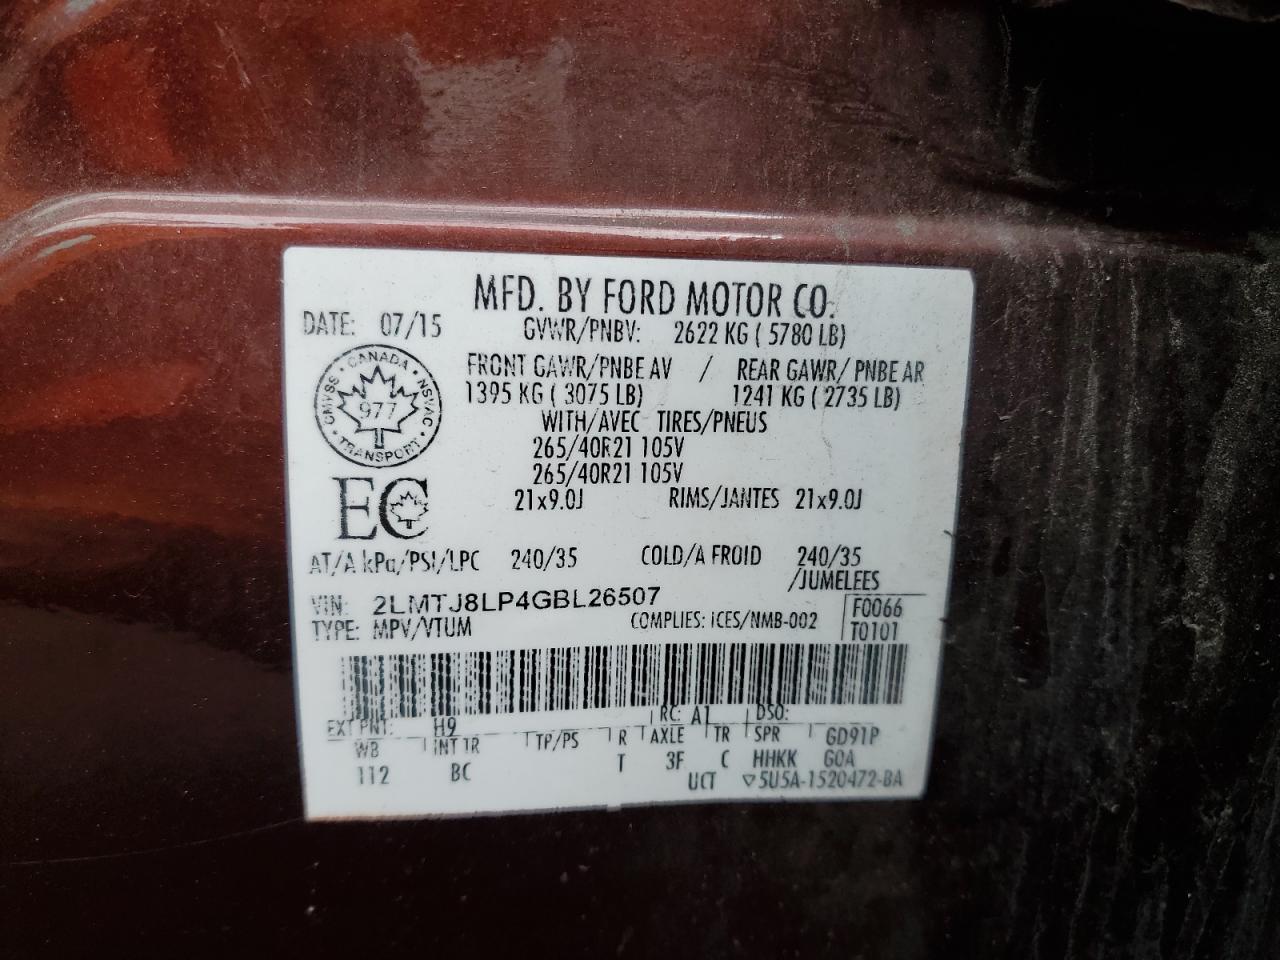 MFD. BY FORD MOTOR CO.
DATE: 07/15 GVWR/PNBV: 2622 KG ( 5780 LB)
FRONT GAWR/PNBE AV / REAR GAWR/ PNBE AR
1395 KG ( 3075 LB) 1241 KG ( 2735 LB)
CANADA
CMVSS NSVAC
977
TRANSPORT
WITH/AVEC TIRES/PNEUS
265/40R21 105V
265/40R21 105V
EC
21x9.0J RIMS/JANTES 21x9.0J
AT/A kPa/PSI/LPC 240/35 COLD/A FROID 240/35
/JUMELEES
VIN: 2LMTJ8LP4GBL26507 F0066
TYPE: MPV/VTUM COMPLIES: ICES/NMB-002 T0101
EXT PNT: H9 RC: A1 DSO:
WB INT TR TP/PS R AXLE TR SPR GD91P
112 BC T 3F C HHKK GOA
UCT ▽5U5A-1520472-BA